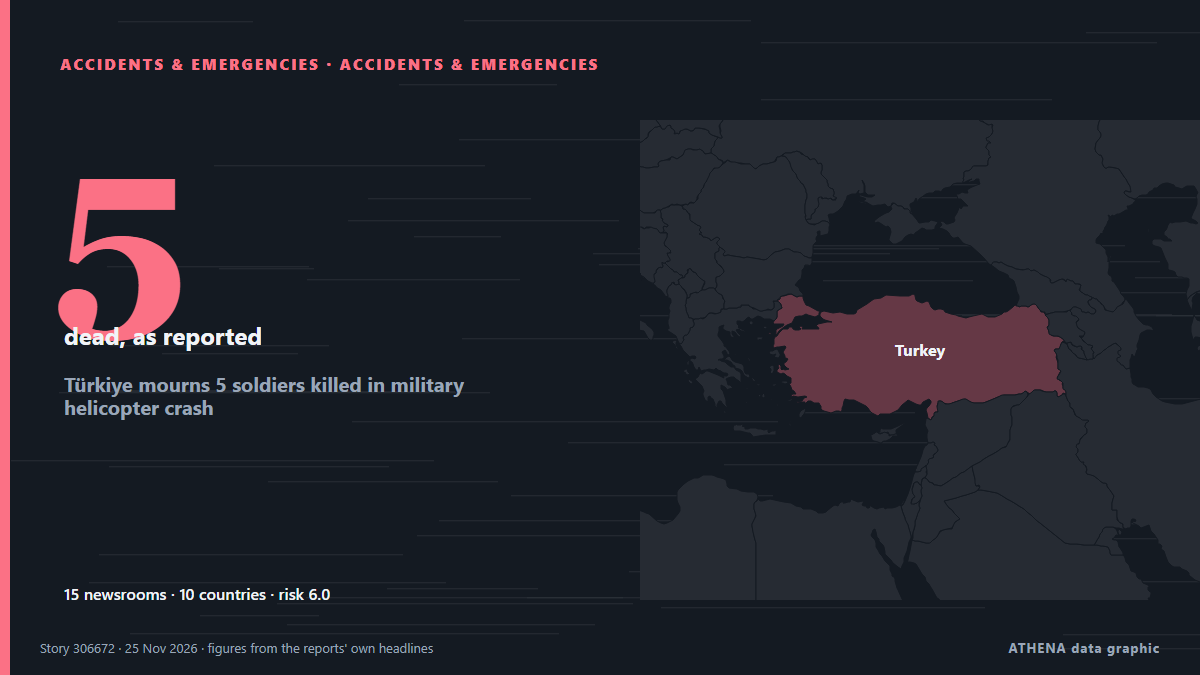 ACCIDENTS & EMERGENCIES · ACCIDENTS & EMERGENCIES
5
dead, as reported
Türkiye mourns 5 soldiers killed in military
helicopter crash
Turkey
15 newsrooms · 10 countries · risk 6.0
Story 306672 · 25 Nov 2026 · figures from the reports' own headlines
ATHENA data graphic